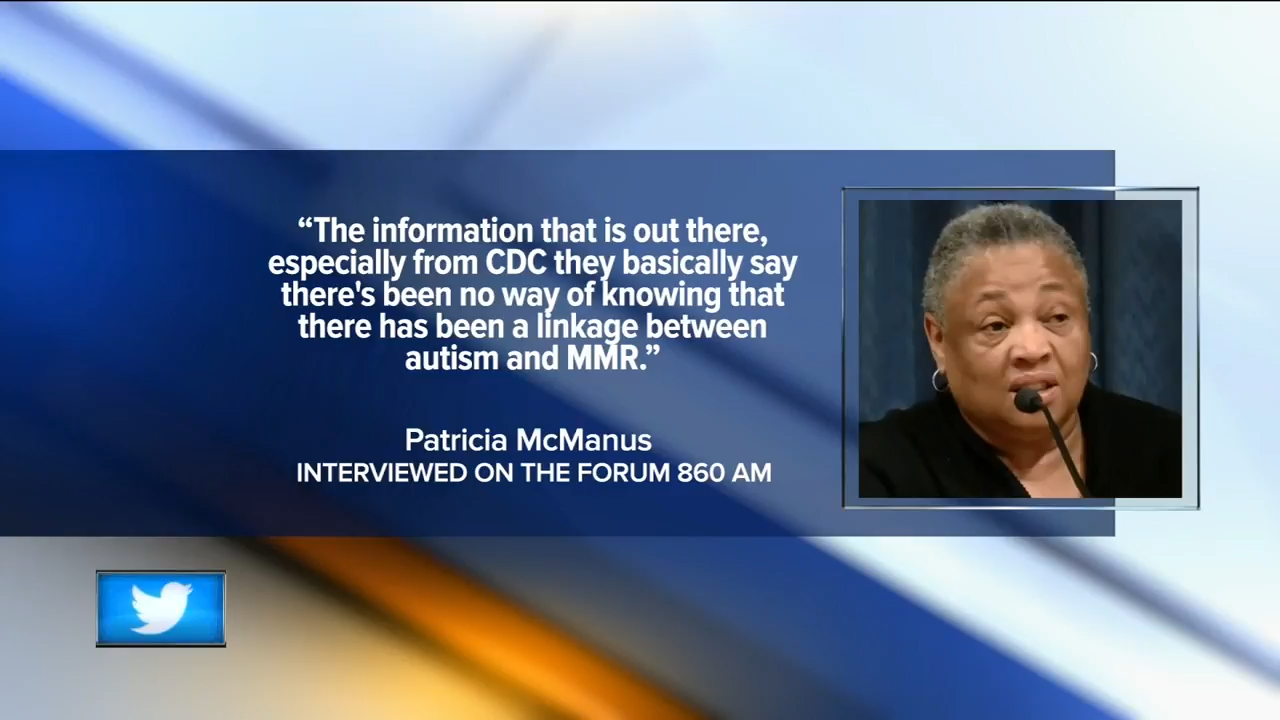 “The information that is out there,
especially from CDC they basically say
there's been no way of knowing that
there has been a linkage between
autism and MMR.”
Patricia McManus
INTERVIEWED ON THE FORUM 860 AM